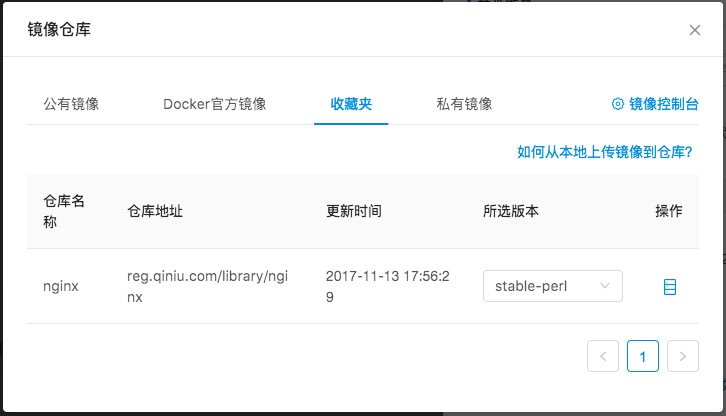 镜像仓库
公有镜像 Docker官方镜像 收藏夹 私有镜像 镜像控制台
如何从本地上传镜像到仓库?
仓库名称 仓库地址 更新时间 所选版本 操作
nginx reg.qiniu.com/library/nginx 2017-11-13 17:56:29 stable-perl
1